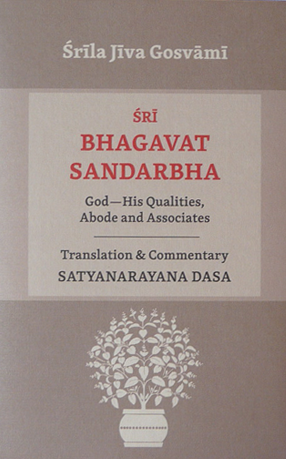 Śrīla Jīva Gosvāmī
ŚRĪ
BHAGAVAT
SANDARBHA
God—His Qualities,
Abode and Associates
Translation & Commentary
SATYANARAYANA DASA